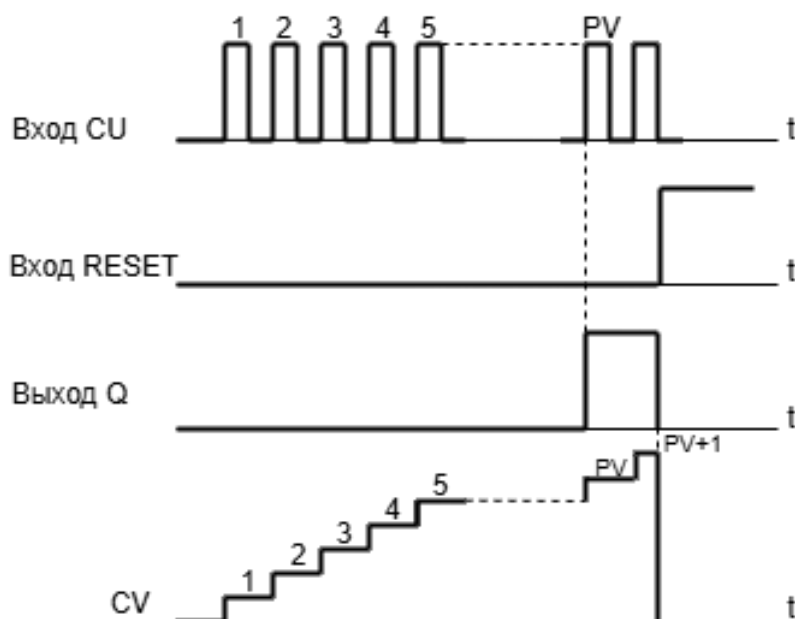 1 2 3 4 5 PV
Вход CU t
Вход RESET t
Выход Q t
PV+1
PV
5
4
3
2
1
CV t